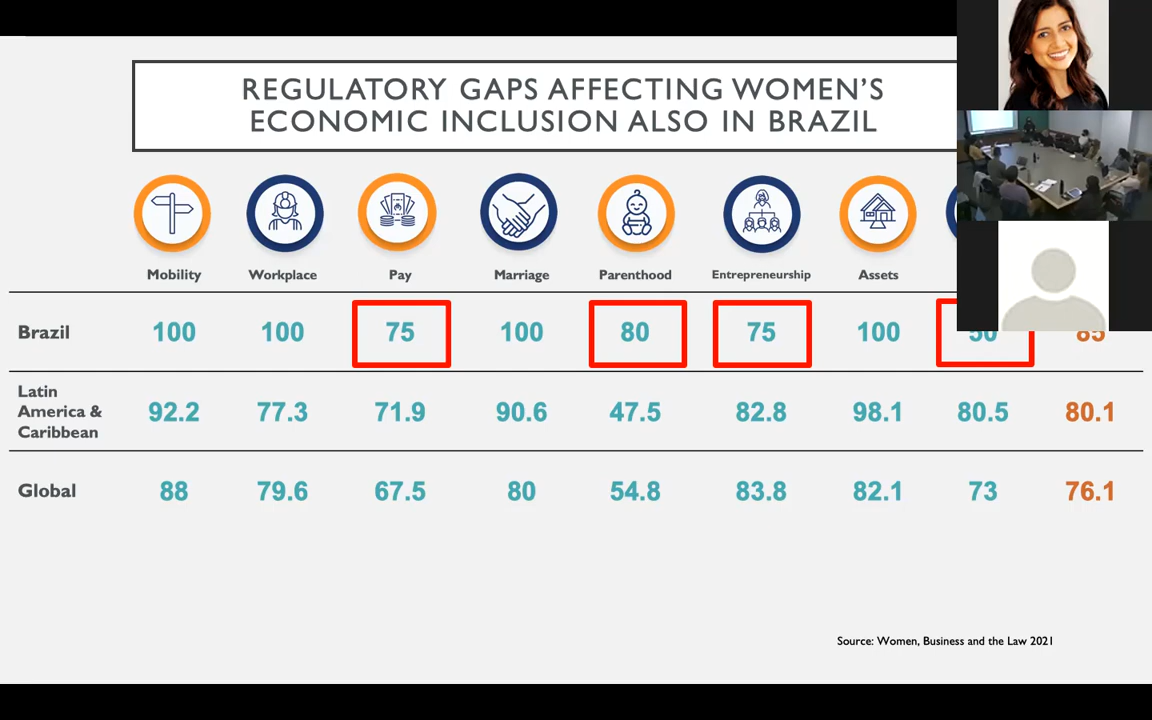 REGULATORY GAPS AFFECTING WOMEN'S
ECONOMIC INCLUSION ALSO IN BRAZIL
Mobility Workplace Pay Marriage Parenthood Entrepreneurship Assets
Brazil 100 100 75 100 80 75 100 50 85
Latin
America &
Caribbean
92.2 77.3 71.9 90.6 47.5 82.8 98.1 80.5 80.1
Global 88 79.6 67.5 80 54.8 83.8 82.1 73 76.1
Source: Women, Business and the Law 2021